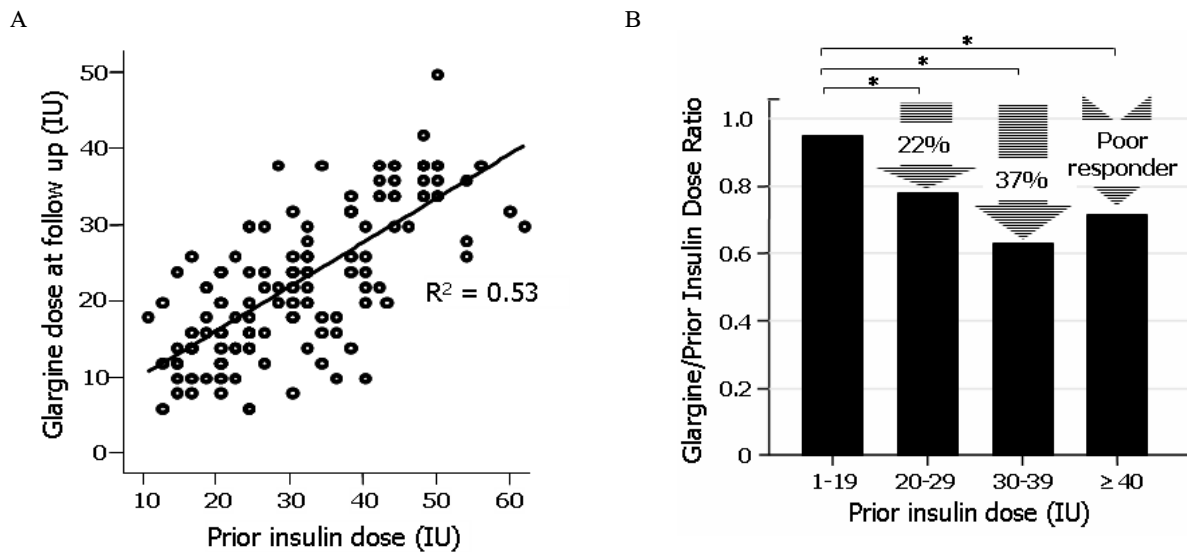 A
Glargine dose at follow up (IU)
50
40
30
20
10
0
R² = 0.53
10 20 30 40 50 60
Prior insulin dose (IU)
B
* * *
Glargine/Prior Insulin Dose Ratio
1.0
0.8
0.6
0.4
0.2
0
22%
37%
Poor
responder
1-19 20-29 30-39 ≥ 40
Prior insulin dose (IU)